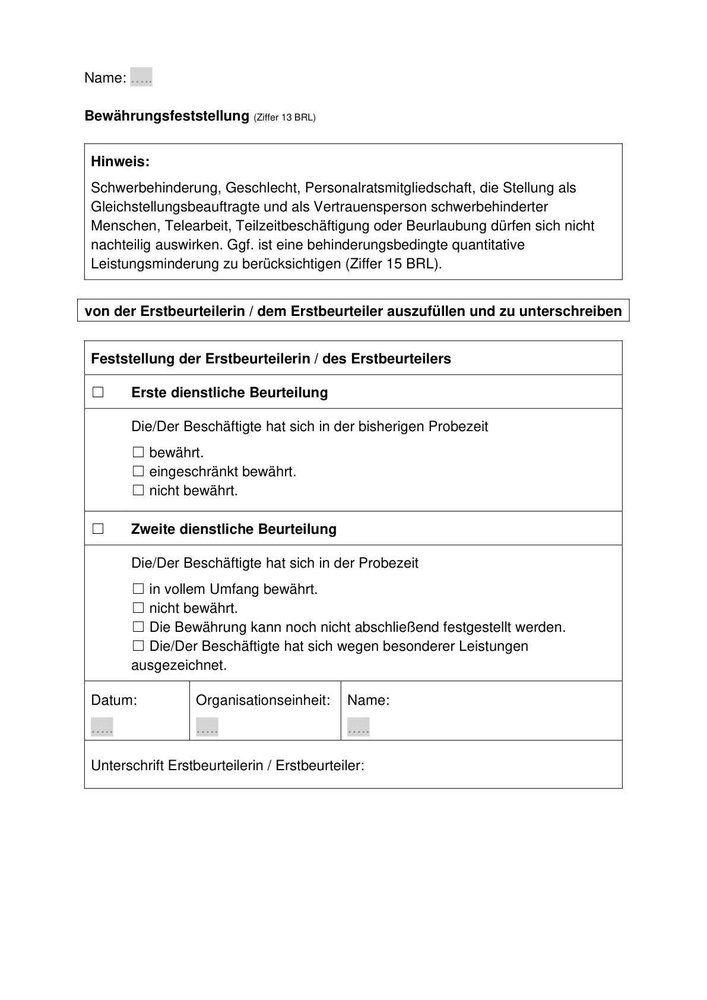 Name: .....
Bewährungsfeststellung (Ziffer 13 BRL)
Hinweis:
Schwerbehinderung, Geschlecht, Personalratsmitgliedschaft, die Stellung als
Gleichstellungsbeauftragte und als Vertrauensperson schwerbehinderter
Menschen, Telearbeit, Teilzeitbeschäftigung oder Beurlaubung dürfen sich nicht
nachteilig auswirken. Ggf. ist eine behinderungsbedingte quantitative
Leistungsminderung zu berücksichtigen (Ziffer 15 BRL).
von der Erstbeurteilerin / dem Erstbeurteiler auszufüllen und zu unterschreiben
Feststellung der Erstbeurteilerin / des Erstbeurteilers
☐ Erste dienstliche Beurteilung
Die/Der Beschäftigte hat sich in der bisherigen Probezeit
☐ bewährt.
☐ eingeschränkt bewährt.
☐ nicht bewährt.
☐ Zweite dienstliche Beurteilung
Die/Der Beschäftigte hat sich in der Probezeit
☐ in vollem Umfang bewährt.
☐ nicht bewährt.
☐ Die Bewährung kann noch nicht abschließend festgestellt werden.
☐ Die/Der Beschäftigte hat sich wegen besonderer Leistungen
ausgezeichnet.
Datum: Organisationseinheit: Name:
..... ..... .....
Unterschrift Erstbeurteilerin / Erstbeurteiler: